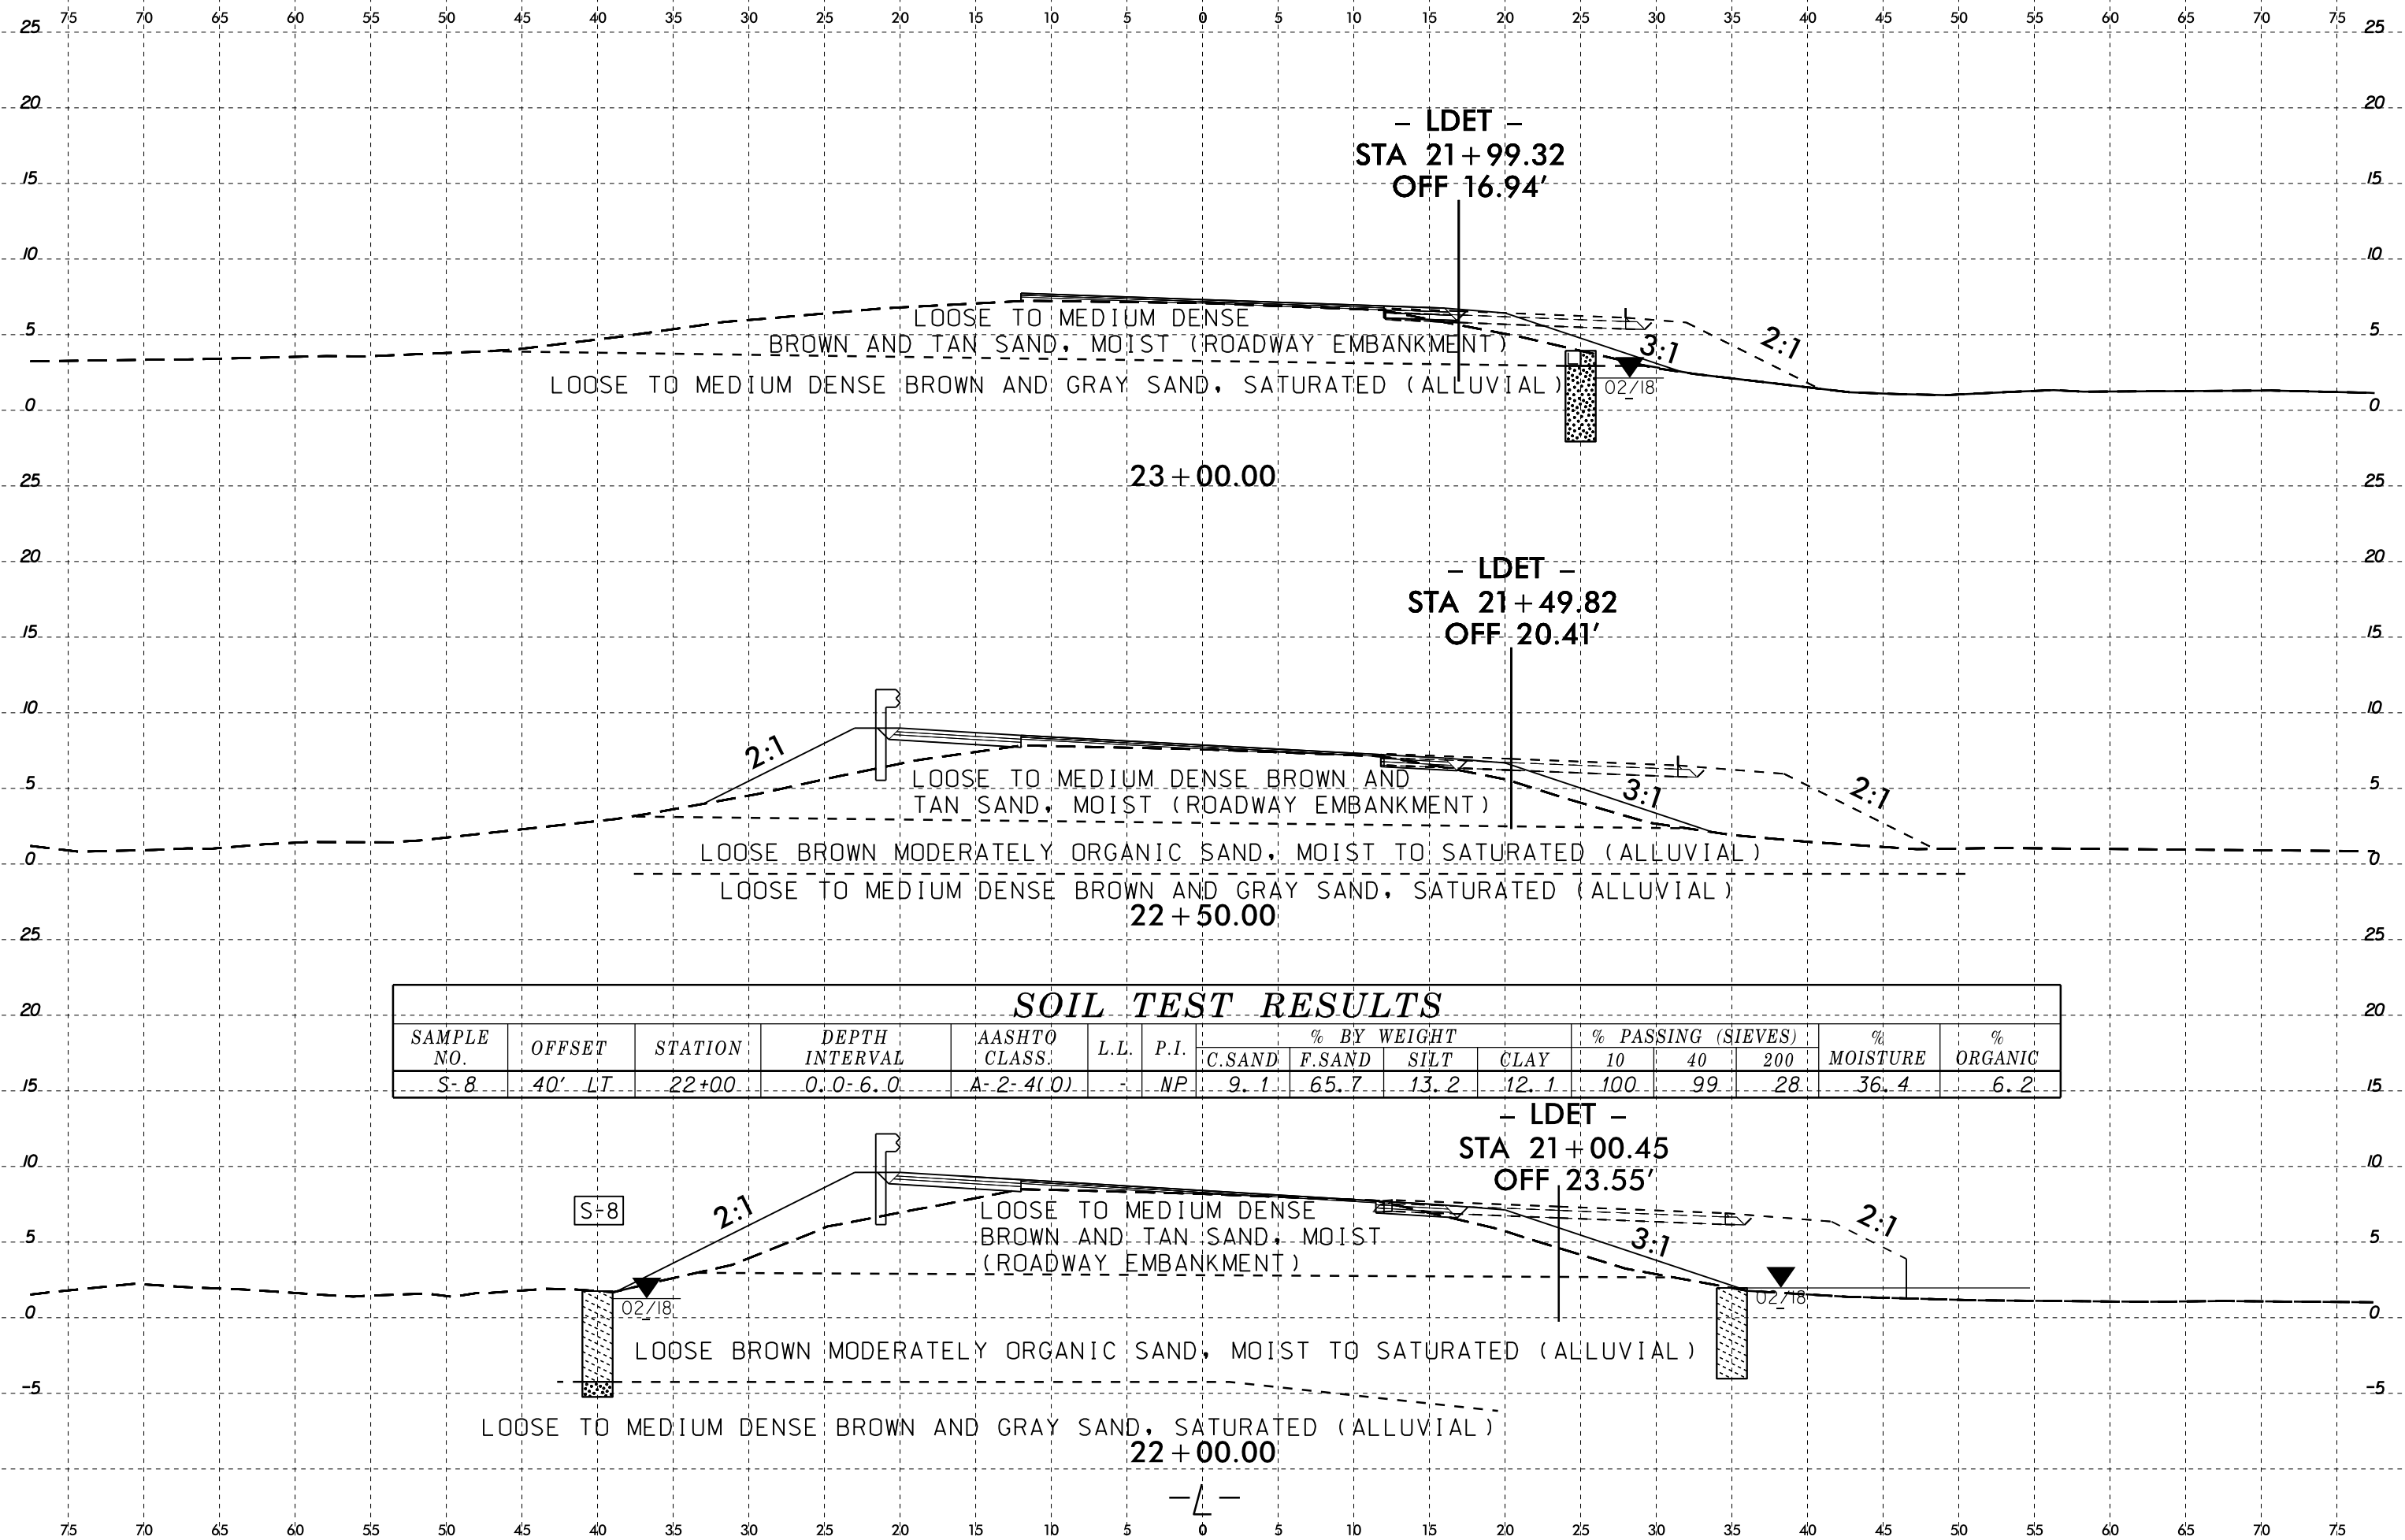 75 70 65 60 55 50 45 40 35 30 25 20 15 10 5 0 5 10 15 20 25 30 35 40 45 50 55 60 65 70 75
25 25
20 20
– LDET –
STA 21+99.32
15 15
OFF 16.94'
10 10
LOOSE TO MEDIUM DENSE
5 5
BROWN AND TAN SAND, MOIST (ROADWAY EMBANKMENT)
3:1
2:1
LOOSE TO MEDIUM DENSE BROWN AND GRAY SAND, SATURATED (ALLUVIAL)
02/18
0 0
23+00.00
25 25
20 20
– LDET –
STA 21+49.82
15 15
OFF 20.41'
10 10
2:1
LOOSE TO MEDIUM DENSE BROWN AND
5 5
TAN SAND, MOIST (ROADWAY EMBANKMENT)
3:1
2:1
LOOSE BROWN MODERATELY ORGANIC SAND, MOIST TO SATURATED (ALLUVIAL)
0 0
LOOSE TO MEDIUM DENSE BROWN AND GRAY SAND, SATURATED (ALLUVIAL)
22+50.00
25 25
SOIL TEST RESULTS
20 20
SAMPLE NO. OFFSET STATION DEPTH INTERVAL AASHTO CLASS. L.L. P.I. % BY WEIGHT % PASSING (SIEVES) % MOISTURE % ORGANIC
C.SAND F.SAND SILT CLAY 10 40 200
S-8 40' LT 22+00 0.0-6.0 A-2-4(0) - NP 9.1 65.7 13.2 12.1 100 99 28 36.4 6.2
15 15
– LDET –
STA 21+00.45
10 10
OFF 23.55'
S-8
2:1
LOOSE TO MEDIUM DENSE
BROWN AND TAN SAND, MOIST
(ROADWAY EMBANKMENT)
3:1
2:1
5 5
02/18
02/18
0 0
LOOSE BROWN MODERATELY ORGANIC SAND, MOIST TO SATURATED (ALLUVIAL)
-5 -5
LOOSE TO MEDIUM DENSE BROWN AND GRAY SAND, SATURATED (ALLUVIAL)
22+00.00
–L–
75 70 65 60 55 50 45 40 35 30 25 20 15 10 5 0 5 10 15 20 25 30 35 40 45 50 55 60 65 70 75